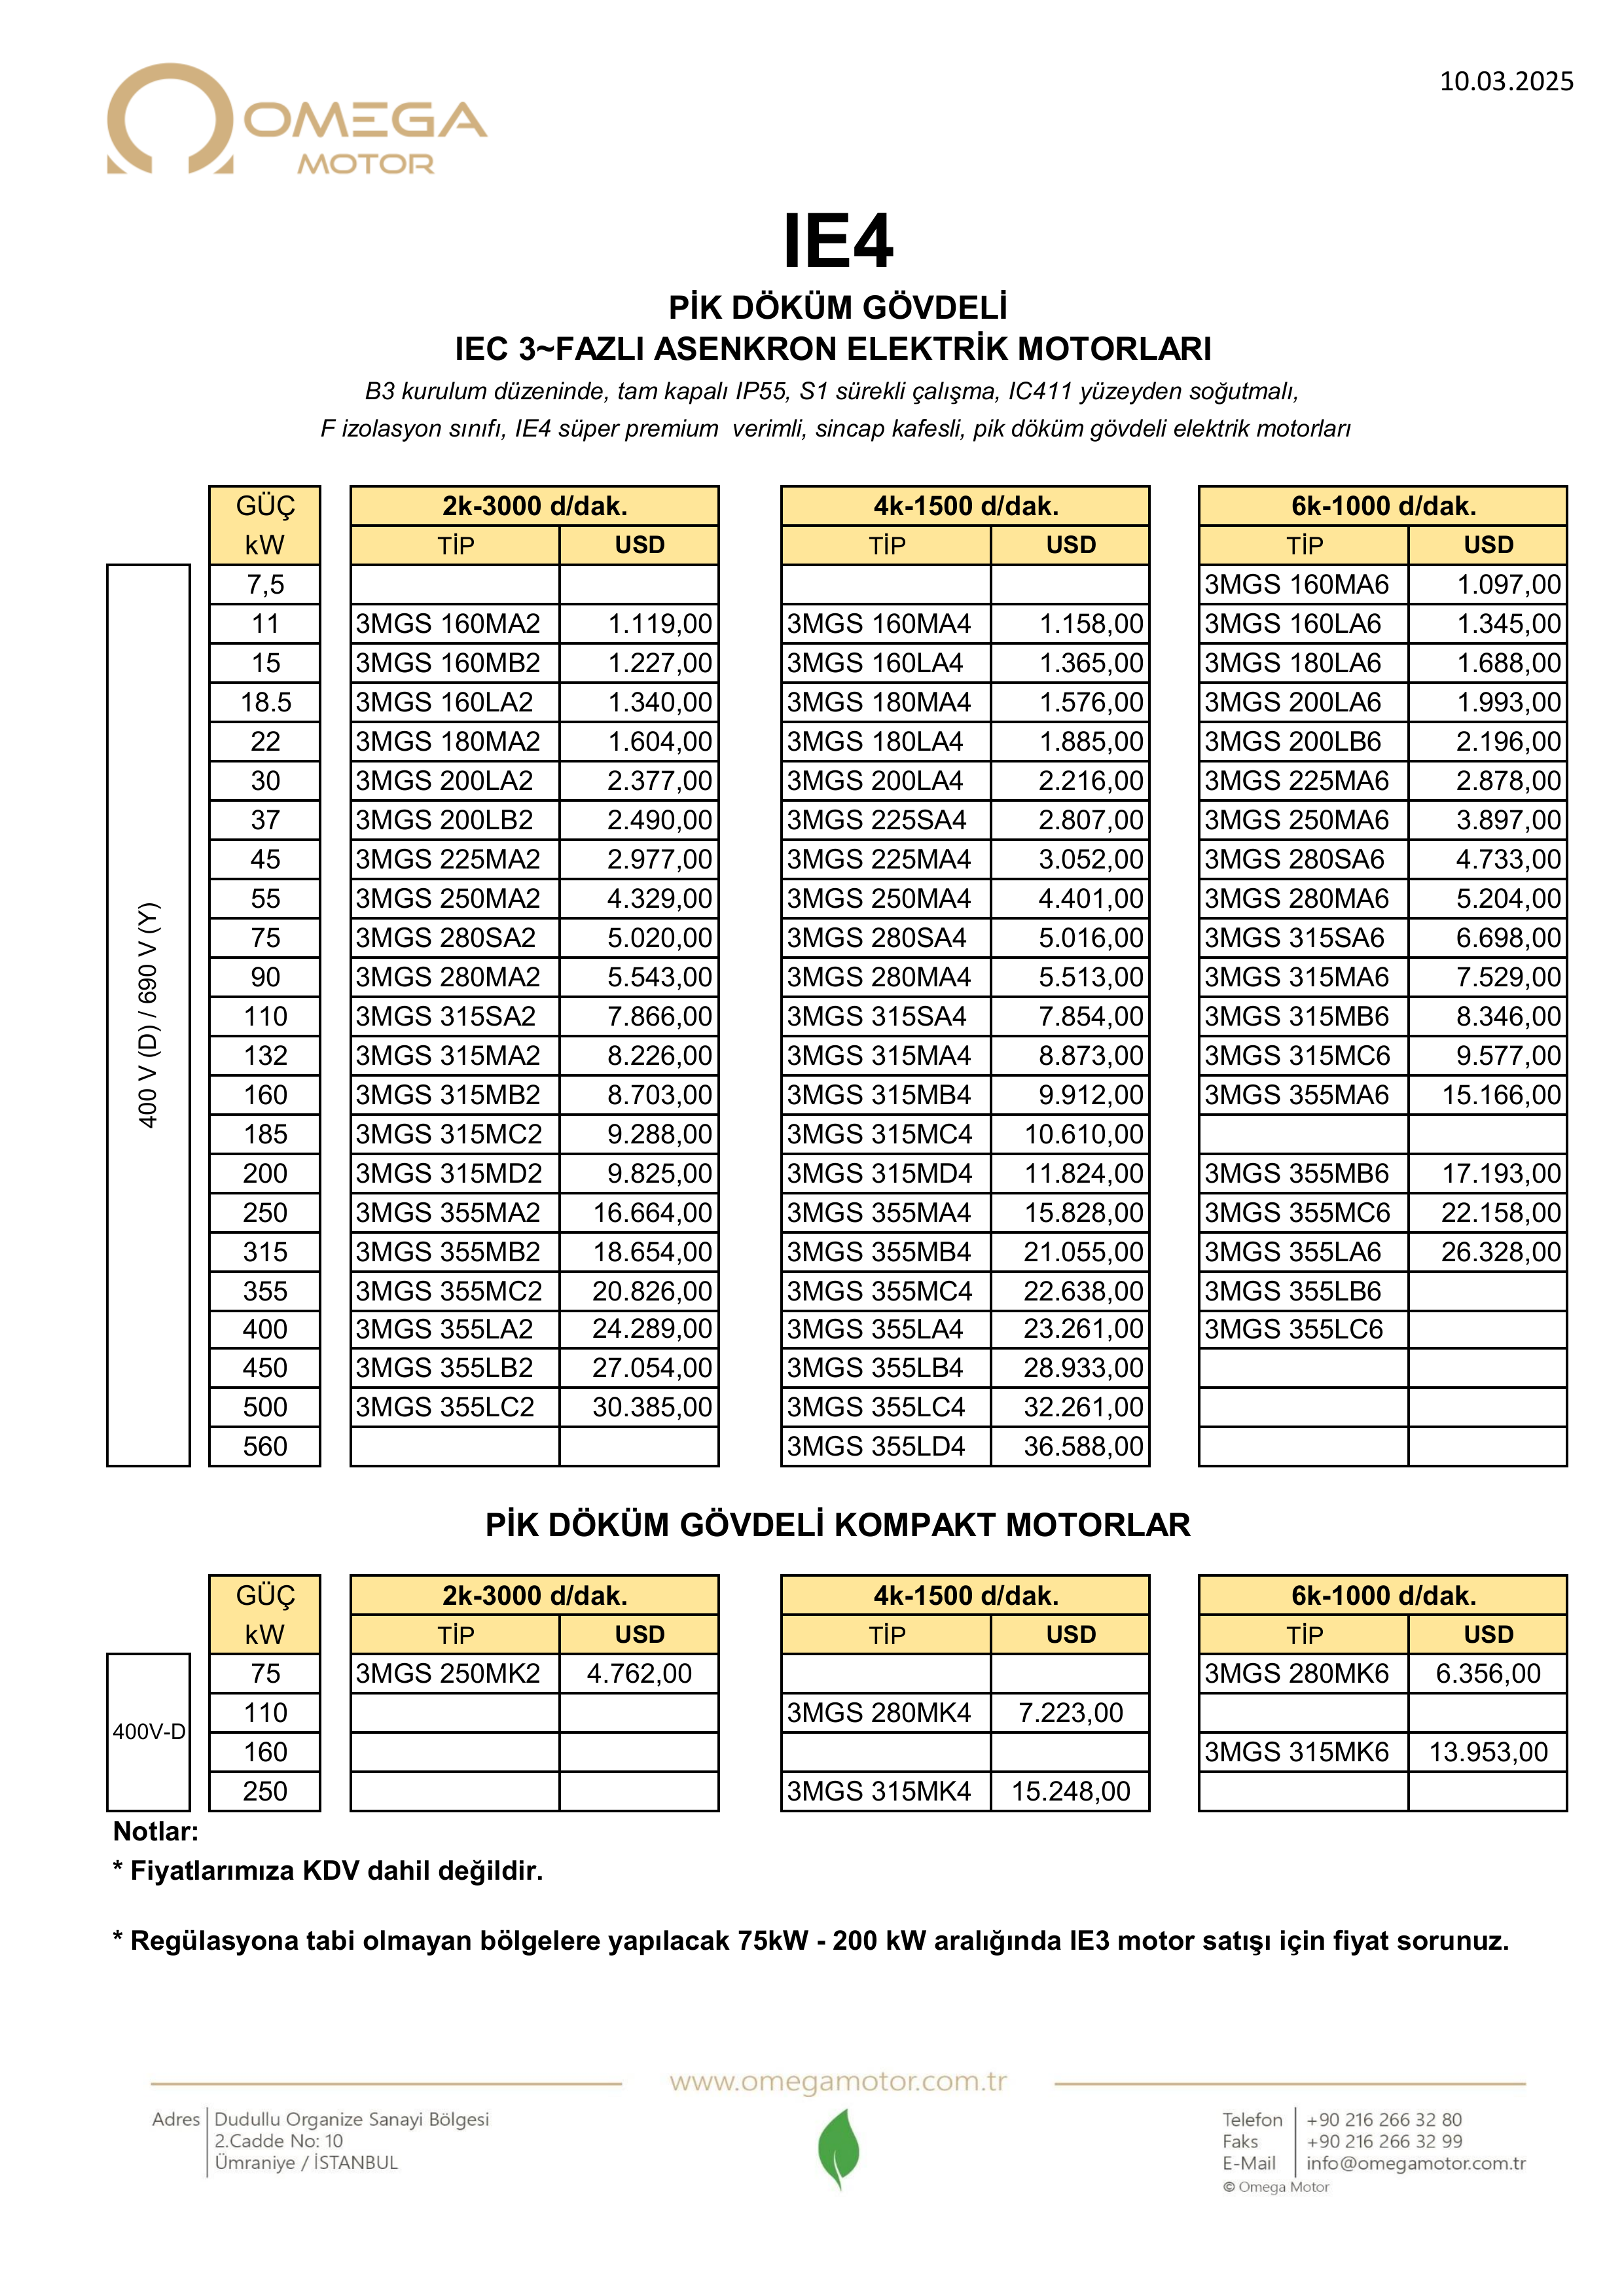 10.03.2025
OMEGA
MOTOR
IE4
PİK DÖKÜM GÖVDELİ
IEC 3~FAZLI ASENKRON ELEKTRİK MOTORLARI
B3 kurulum düzeninde, tam kapalı IP55, S1 sürekli çalışma, IC411 yüzeyden soğutmalı,
F izolasyon sınıfı, IE4 süper premium verimli, sincap kafesli, pik döküm gövdeli elektrik motorları
GÜÇ 2k-3000 d/dak. 4k-1500 d/dak. 6k-1000 d/dak.
kW TİP USD TİP USD TİP USD
400 V (D) / 690 V (Y)
7,5 3MGS 160MA6 1.097,00
11 3MGS 160MA2 1.119,00 3MGS 160MA4 1.158,00 3MGS 160LA6 1.345,00
15 3MGS 160MB2 1.227,00 3MGS 160LA4 1.365,00 3MGS 180LA6 1.688,00
18.5 3MGS 160LA2 1.340,00 3MGS 180MA4 1.576,00 3MGS 200LA6 1.993,00
22 3MGS 180MA2 1.604,00 3MGS 180LA4 1.885,00 3MGS 200LB6 2.196,00
30 3MGS 200LA2 2.377,00 3MGS 200LA4 2.216,00 3MGS 225MA6 2.878,00
37 3MGS 200LB2 2.490,00 3MGS 225SA4 2.807,00 3MGS 250MA6 3.897,00
45 3MGS 225MA2 2.977,00 3MGS 225MA4 3.052,00 3MGS 280SA6 4.733,00
55 3MGS 250MA2 4.329,00 3MGS 250MA4 4.401,00 3MGS 280MA6 5.204,00
75 3MGS 280SA2 5.020,00 3MGS 280SA4 5.016,00 3MGS 315SA6 6.698,00
90 3MGS 280MA2 5.543,00 3MGS 280MA4 5.513,00 3MGS 315MA6 7.529,00
110 3MGS 315SA2 7.866,00 3MGS 315SA4 7.854,00 3MGS 315MB6 8.346,00
132 3MGS 315MA2 8.226,00 3MGS 315MA4 8.873,00 3MGS 315MC6 9.577,00
160 3MGS 315MB2 8.703,00 3MGS 315MB4 9.912,00 3MGS 355MA6 15.166,00
185 3MGS 315MC2 9.288,00 3MGS 315MC4 10.610,00
200 3MGS 315MD2 9.825,00 3MGS 315MD4 11.824,00 3MGS 355MB6 17.193,00
250 3MGS 355MA2 16.664,00 3MGS 355MA4 15.828,00 3MGS 355MC6 22.158,00
315 3MGS 355MB2 18.654,00 3MGS 355MB4 21.055,00 3MGS 355LA6 26.328,00
355 3MGS 355MC2 20.826,00 3MGS 355MC4 22.638,00 3MGS 355LB6
400 3MGS 355LA2 24.289,00 3MGS 355LA4 23.261,00 3MGS 355LC6
450 3MGS 355LB2 27.054,00 3MGS 355LB4 28.933,00
500 3MGS 355LC2 30.385,00 3MGS 355LC4 32.261,00
560 3MGS 355LD4 36.588,00
PİK DÖKÜM GÖVDELİ KOMPAKT MOTORLAR
GÜÇ 2k-3000 d/dak. 4k-1500 d/dak. 6k-1000 d/dak.
kW TİP USD TİP USD TİP USD
400V-D
75 3MGS 250MK2 4.762,00 3MGS 280MK6 6.356,00
110 3MGS 280MK4 7.223,00
160 3MGS 315MK6 13.953,00
250 3MGS 315MK4 15.248,00
Notlar:
* Fiyatlarımıza KDV dahil değildir.
* Regülasyona tabi olmayan bölgelere yapılacak 75kW - 200 kW aralığında IE3 motor satışı için fiyat sorunuz.
www.omegamotor.com.tr
Adres Dudullu Organize Sanayi Bölgesi
2.Cadde No: 10
Ümraniye / İSTANBUL
Telefon +90 216 266 32 80
Faks +90 216 266 32 99
E-Mail info@omegamotor.com.tr
© Omega Motor